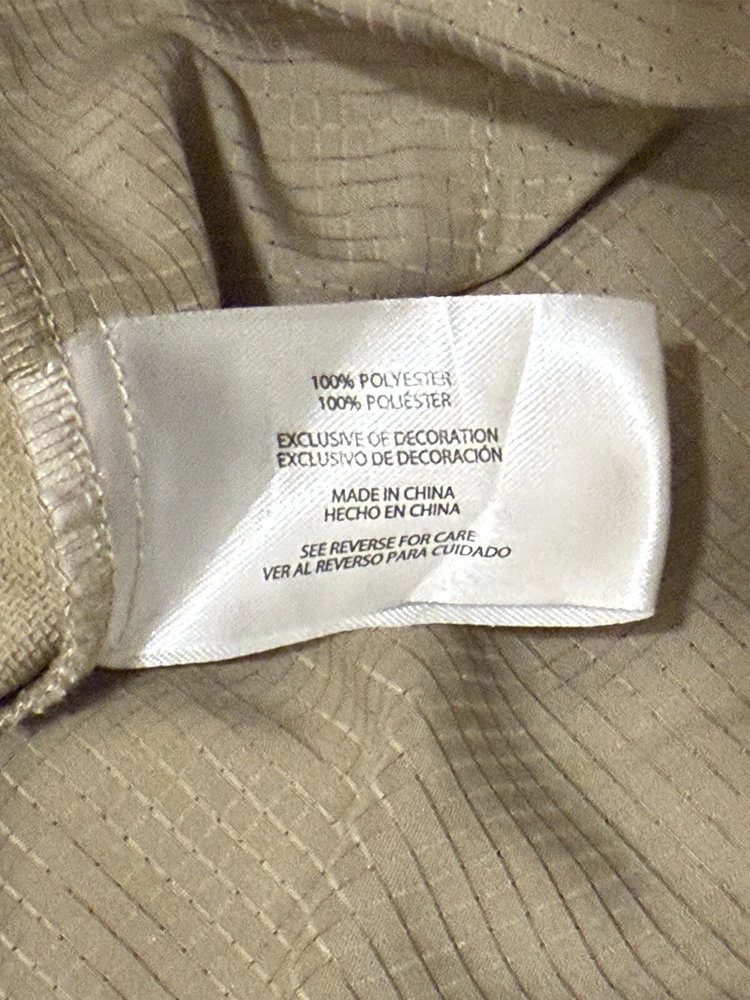 100% POLYESTER
100% POLIÉSTER
EXCLUSIVE OF DECORATION
EXCLUSIVO DE DECORACIÓN
MADE IN CHINA
HECHO EN CHINA
SEE REVERSE FOR CARE
VER AL REVERSO PARA CUIDADO